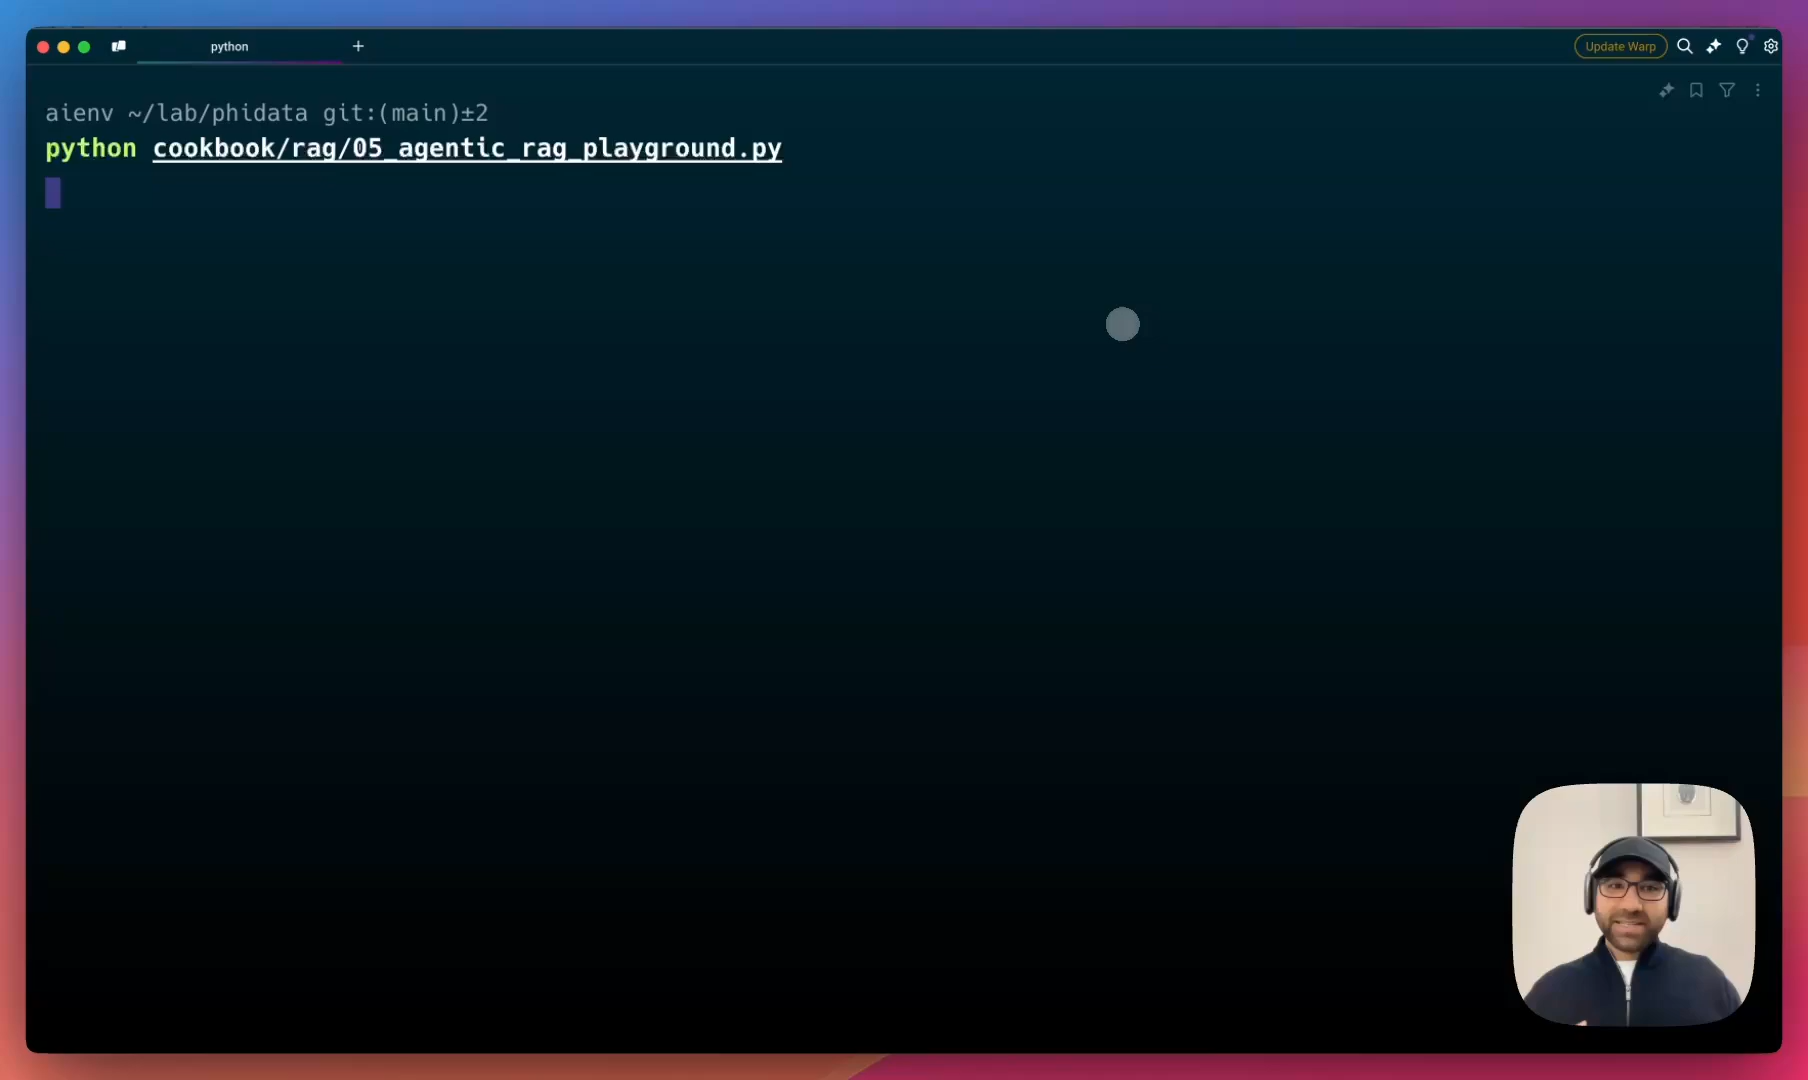 python
Update Warp
aienv ~/lab/phidata git:(main)±2
python cookbook/rag/05_agentic_rag_playground.py